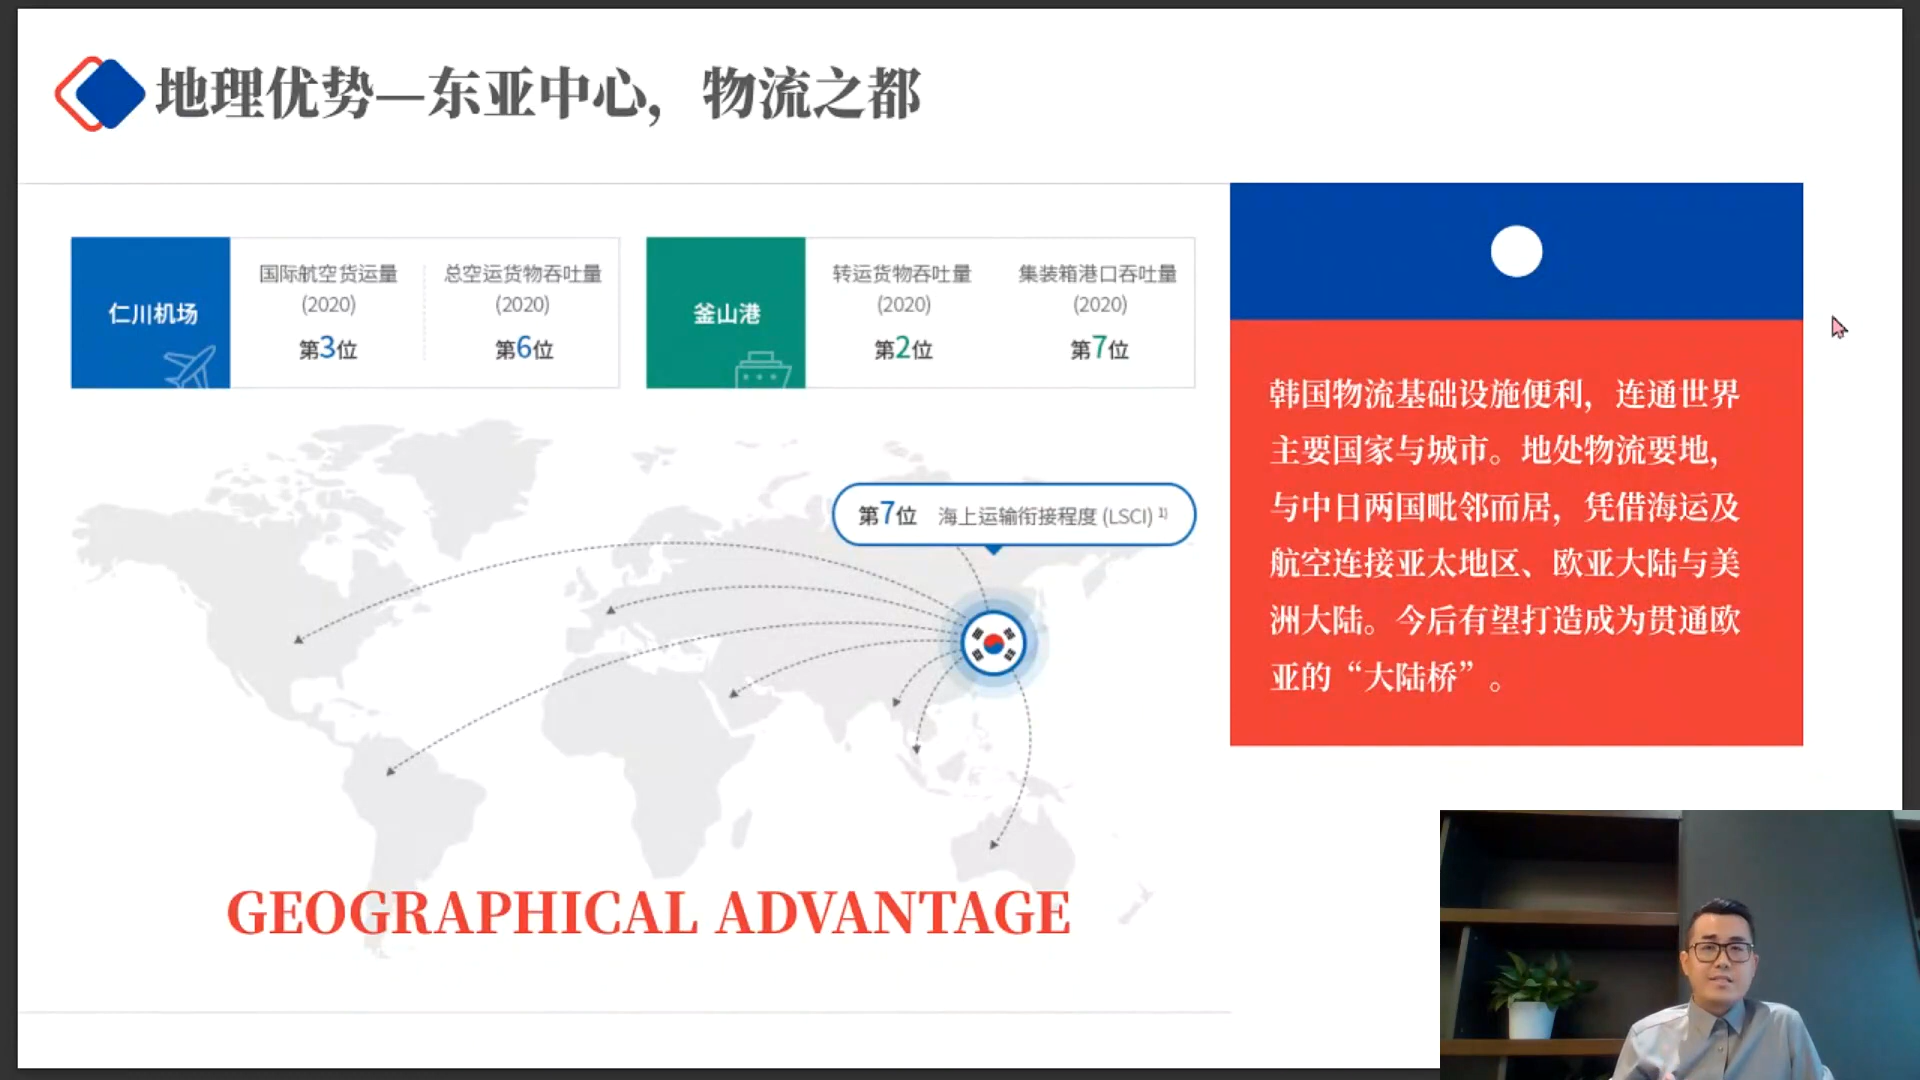 地理优势—东亚中心，物流之都
仁川机场
国际航空货运量
(2020)
第3位
总空运货物吞吐量
(2020)
第6位
釜山港
转运货物吞吐量
(2020)
第2位
集装箱港口吞吐量
(2020)
第7位
第7位 海上运输衔接程度 (LSCI) 1)
GEOGRAPHICAL ADVANTAGE
韩国物流基础设施便利，连通世界
主要国家与城市。地处物流要地，
与中日两国毗邻而居，凭借海运及
航空连接亚太地区、欧亚大陆与美
洲大陆。今后有望打造成为贯通欧
亚的“大陆桥”。